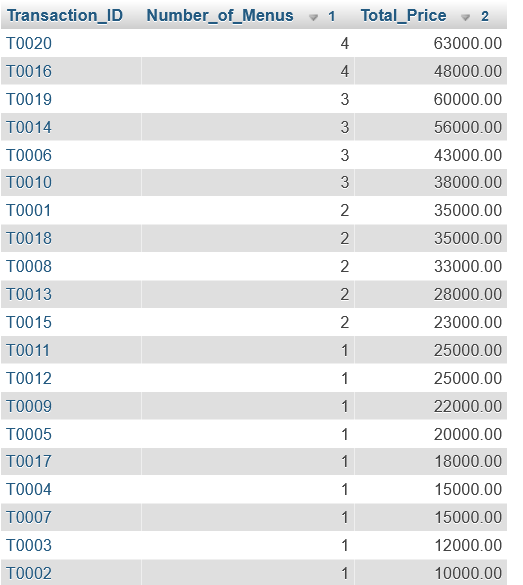 Transaction_ID Number_of_Menus 1 Total_Price 2
T0020 4 63000.00
T0016 4 48000.00
T0019 3 60000.00
T0014 3 56000.00
T0006 3 43000.00
T0010 3 38000.00
T0001 2 35000.00
T0018 2 35000.00
T0008 2 33000.00
T0013 2 28000.00
T0015 2 23000.00
T0011 1 25000.00
T0012 1 25000.00
T0009 1 22000.00
T0005 1 20000.00
T0017 1 18000.00
T0004 1 15000.00
T0007 1 15000.00
T0003 1 12000.00
T0002 1 10000.00